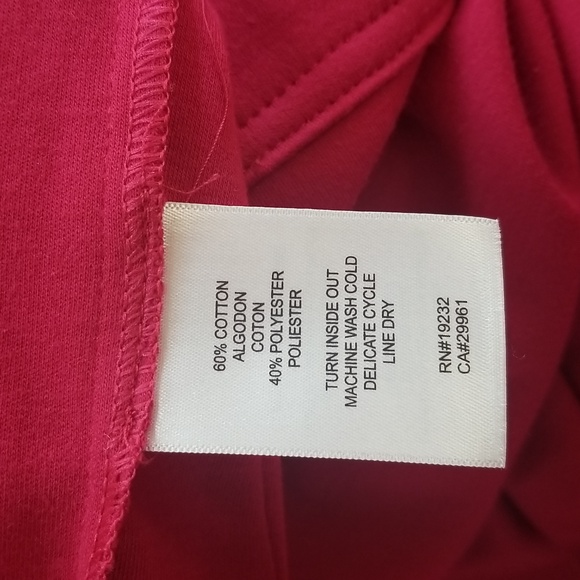 60% COTTON
ALGODON
COTON
40% POLYESTER
POLIESTER
TURN INSIDE OUT
MACHINE WASH COLD
DELICATE CYCLE
LINE DRY
RN#19232
CA#29961